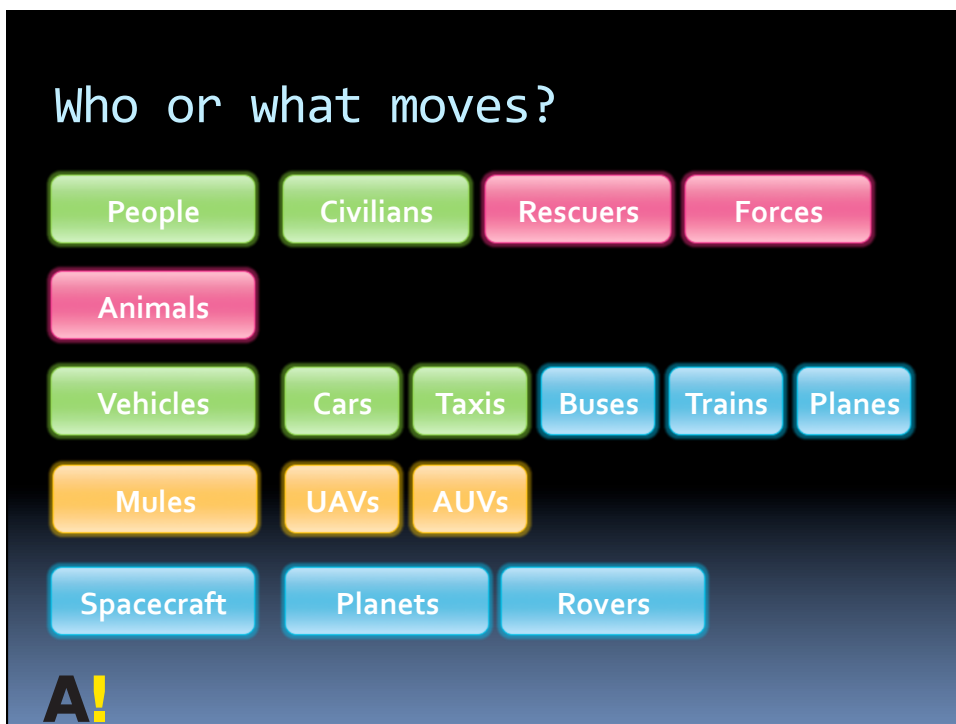 Who or what moves?
People Civilians Rescuers Forces
Animals
Vehicles Cars Taxis Buses Trains Planes
Mules UAVs AUVs
Spacecraft Planets Rovers
A!